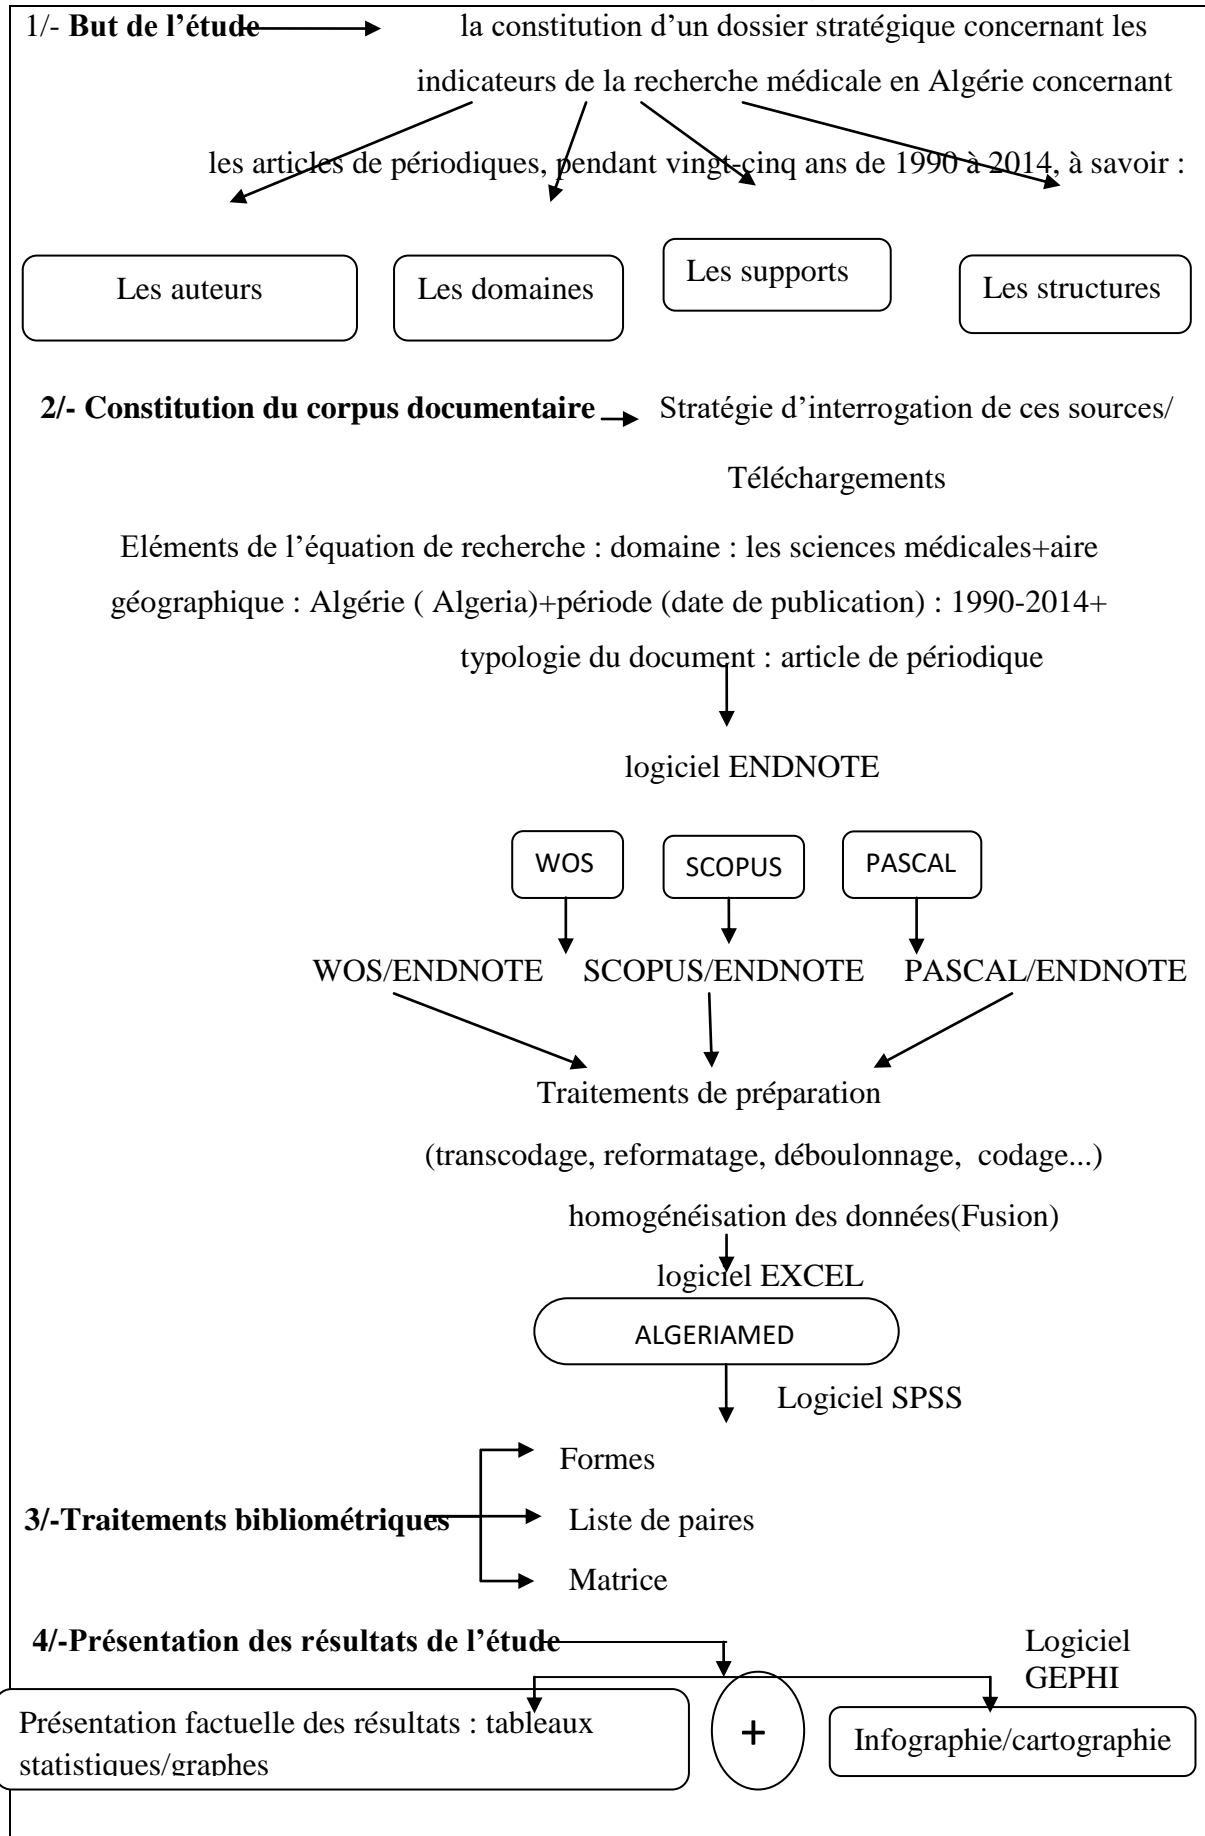 1/- But de l’étude la constitution d’un dossier stratégique concernant les
indicateurs de la recherche médicale en Algérie concernant
les articles de périodiques, pendant vingt-cinq ans de 1990 à 2014, à savoir :
Les auteurs
Les domaines
Les supports
Les structures
2/- Constitution du corpus documentaire Stratégie d’interrogation de ces sources/
Téléchargements
Eléments de l’équation de recherche : domaine : les sciences médicales+aire
géographique : Algérie ( Algeria)+période (date de publication) : 1990-2014+
typologie du document : article de périodique
logiciel ENDNOTE
WOS
SCOPUS
PASCAL
WOS/ENDNOTE SCOPUS/ENDNOTE PASCAL/ENDNOTE
Traitements de préparation
(transcodage, reformatage, déboulonnage, codage...)
homogénéisation des données(Fusion)
logiciel EXCEL
ALGERIAMED
Logiciel SPSS
Formes
3/-Traitements bibliométriques Liste de paires
Matrice
4/-Présentation des résultats de l’étude
Logiciel
GEPHI
Présentation factuelle des résultats : tableaux
statistiques/graphes
+
Infographie/cartographie